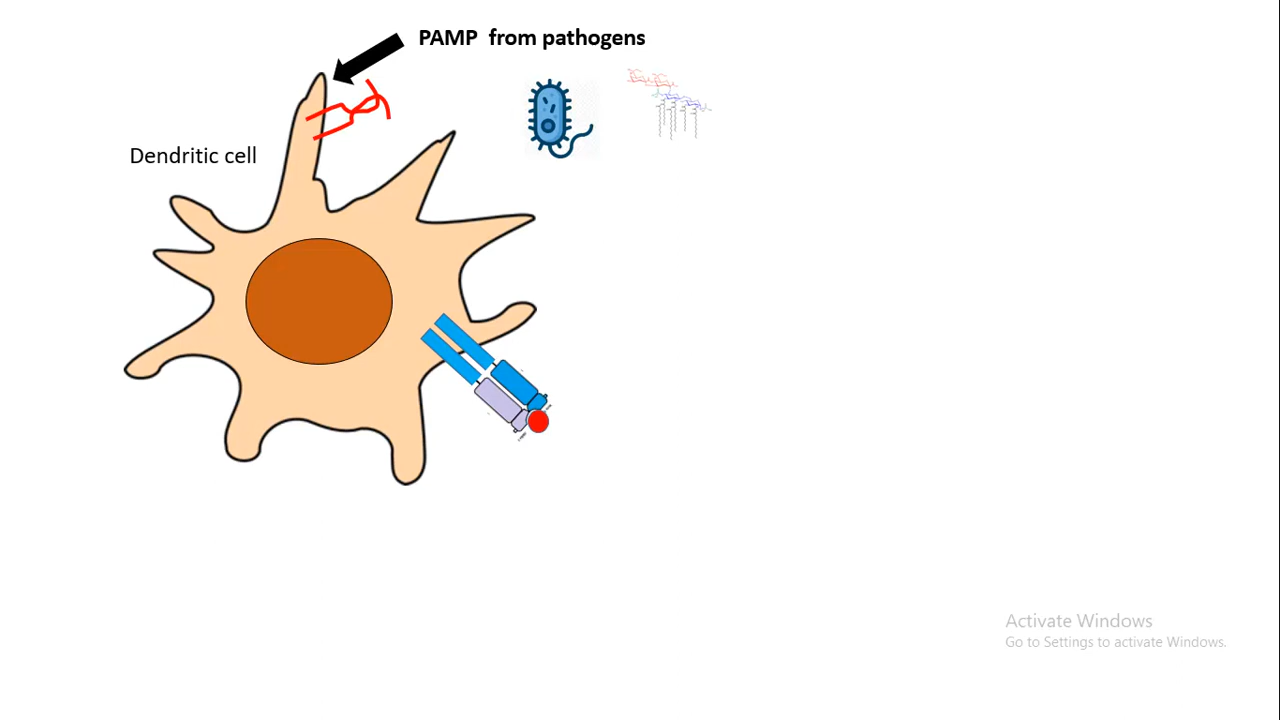 PAMP from pathogens
Dendritic cell
Activate Windows
Go to Settings to activate Windows.